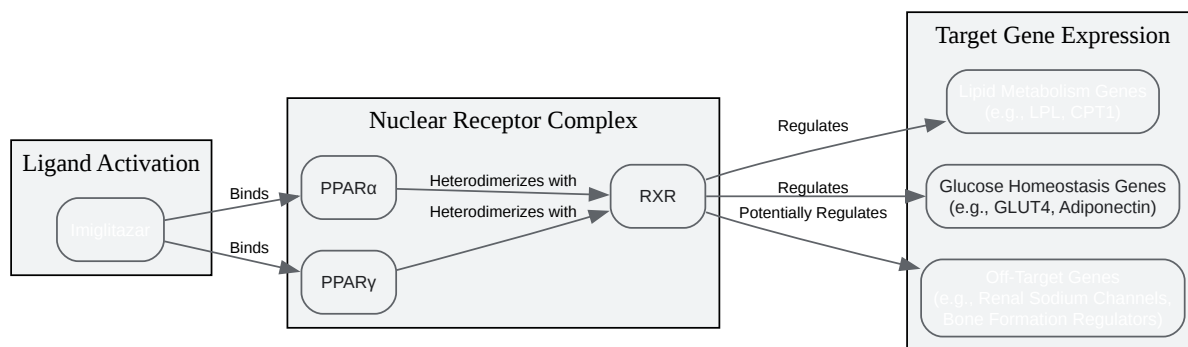 Ligand Activation
Imiglitazar
Binds
Binds
Nuclear Receptor Complex
PPARα
PPARγ
Heterodimerizes with
Heterodimerizes with
RXR
Regulates
Regulates
Potentially Regulates
Target Gene Expression
Lipid Metabolism Genes
(e.g., LPL, CPT1)
Glucose Homeostasis Genes
(e.g., GLUT4, Adiponectin)
Off-Target Genes
(e.g., Renal Sodium Channels,
Bone Formation Regulators)